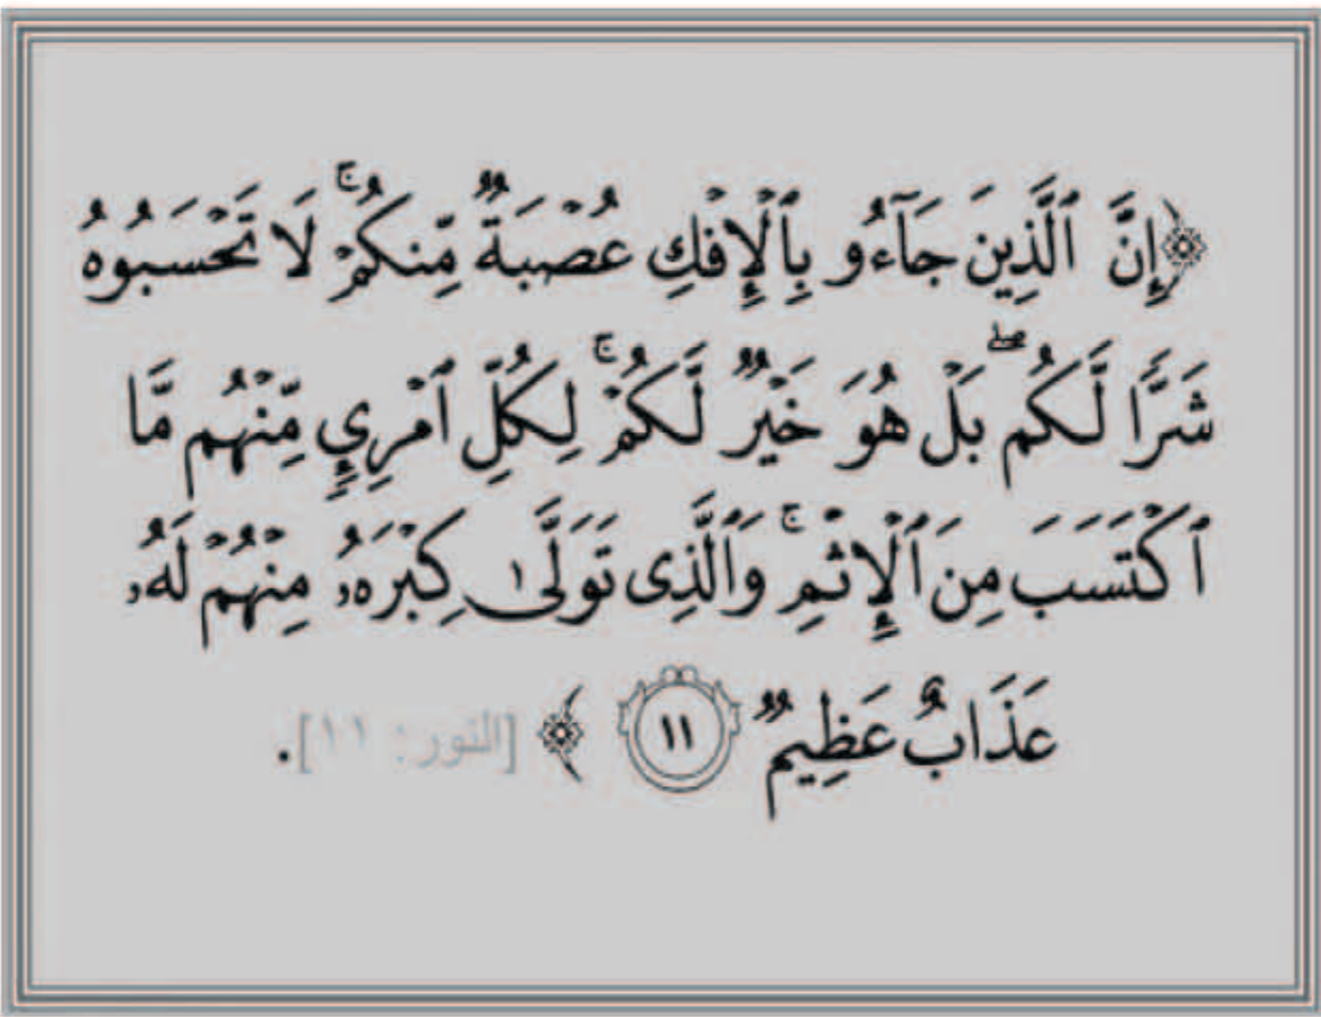 ﴿إِنَّ ٱلَّذِينَ جَآءُو بِٱلۡإِفۡكِ عُصۡبَةٞ مِّنكُمۡۚ لَا تَحۡسَبُوهُ
شَرّٗا لَّكُمۖ بَلۡ هُوَ خَيۡرٞ لَّكُمۡۚ لِكُلِّ ٱمۡرِيٕٖ مِّنۡهُم مَّا
ٱكۡتَسَبَ مِنَ ٱلۡإِثۡمِۚ وَٱلَّذِي تَوَلَّىٰ كِبۡرَهُۥ مِنۡهُمۡ لَهُۥ
عَذَابٌ عَظِيمٞ ١١ ﴾ [النور: ١١].